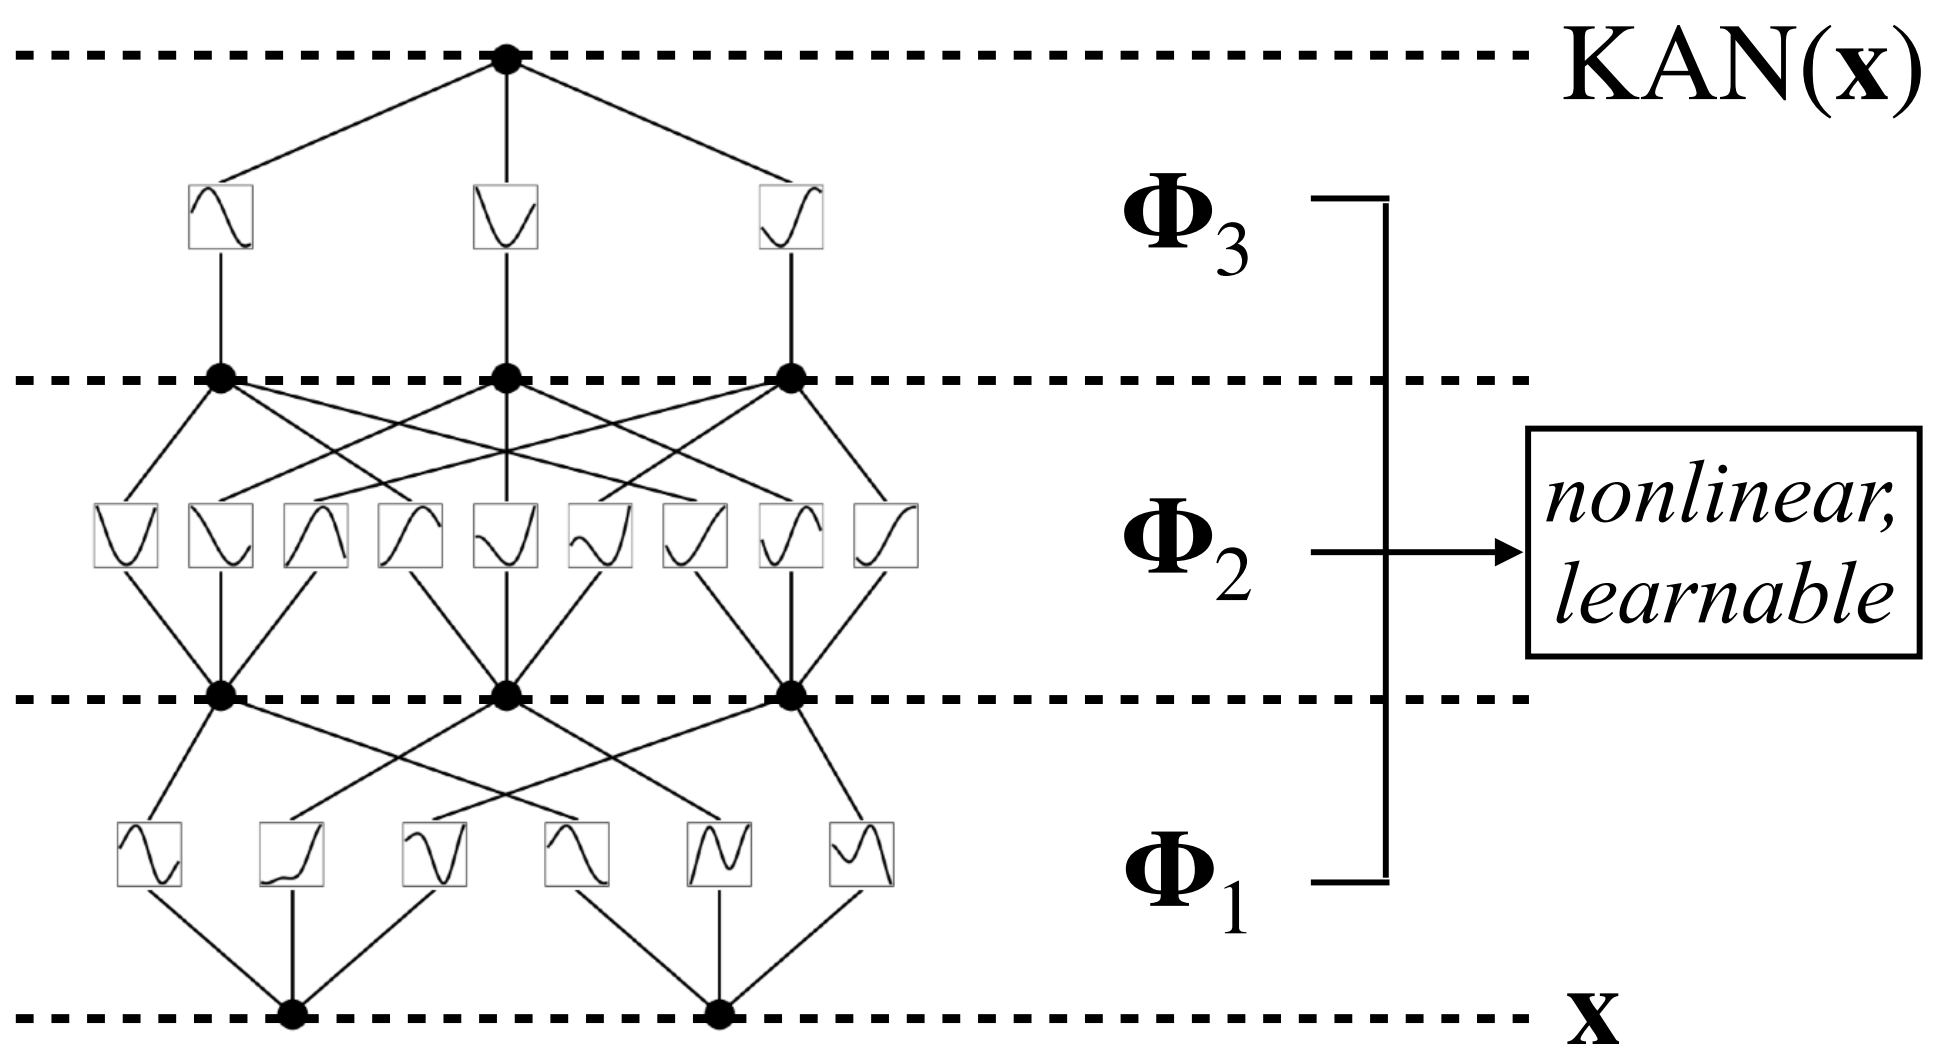 KAN(x)
Φ3
Φ2
nonlinear,
learnable
Φ1
x